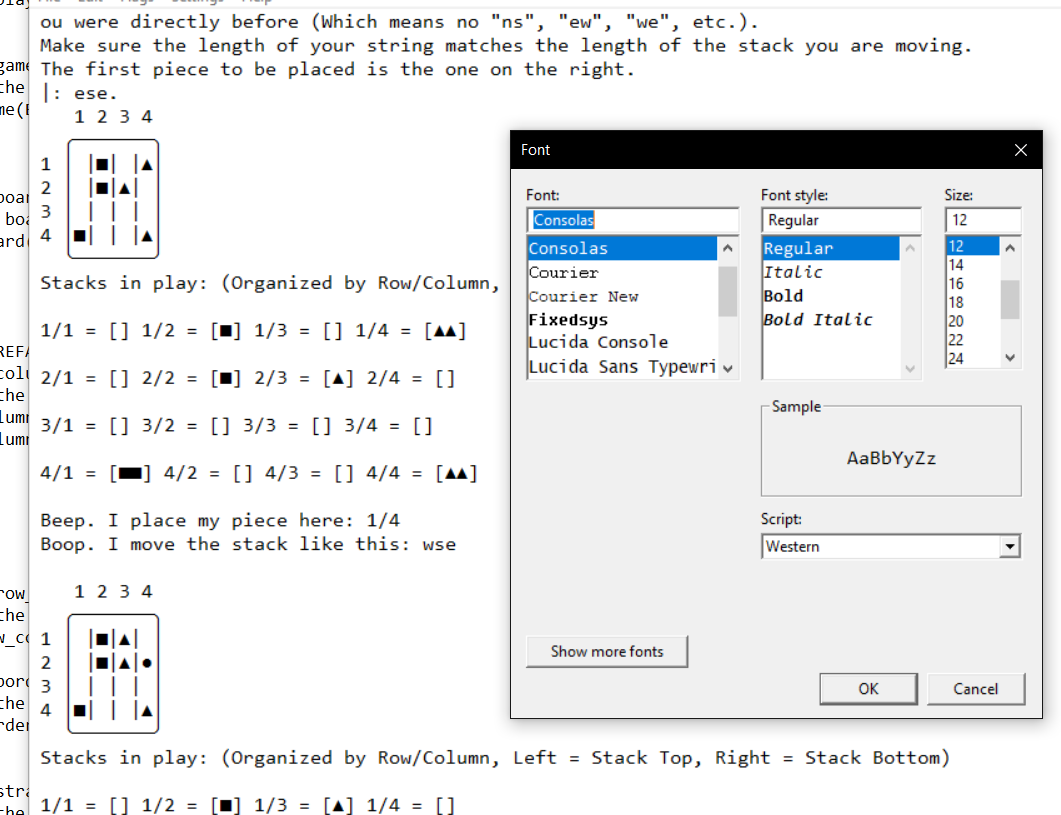 ou were directly before (Which means no "ns", "ew", "we", etc.).
Make sure the length of your string matches the length of the stack you are moving.
The first piece to be placed is the one on the right.
|: ese.
1 2 3 4
1 |■| |▲
2 |■|▲|
3 | | |
4 ■| | |▲
Stacks in play: (Organized by Row/Column,
1/1 = [] 1/2 = [■] 1/3 = [] 1/4 = [▲▲]
2/1 = [] 2/2 = [■] 2/3 = [▲] 2/4 = []
3/1 = [] 3/2 = [] 3/3 = [] 3/4 = []
4/1 = [■■] 4/2 = [] 4/3 = [] 4/4 = [▲▲]
Beep. I place my piece here: 1/4
Boop. I move the stack like this: wse
1 2 3 4
1 |■|▲|
2 |■|▲|●
3 | | |
4 ■| | |▲
Stacks in play: (Organized by Row/Column, Left = Stack Top, Right = Stack Bottom)
1/1 = [] 1/2 = [■] 1/3 = [▲] 1/4 = []
Font
Font:
Consolas
Consolas
Courier
Courier New
Fixedsys
Lucida Console
Lucida Sans Typewri
Font style:
Regular
Regular
Italic
Bold
Bold Italic
Size:
12
12
14
16
18
20
22
24
Sample
AaBbYyZz
Script:
Western
Show more fonts
OK
Cancel